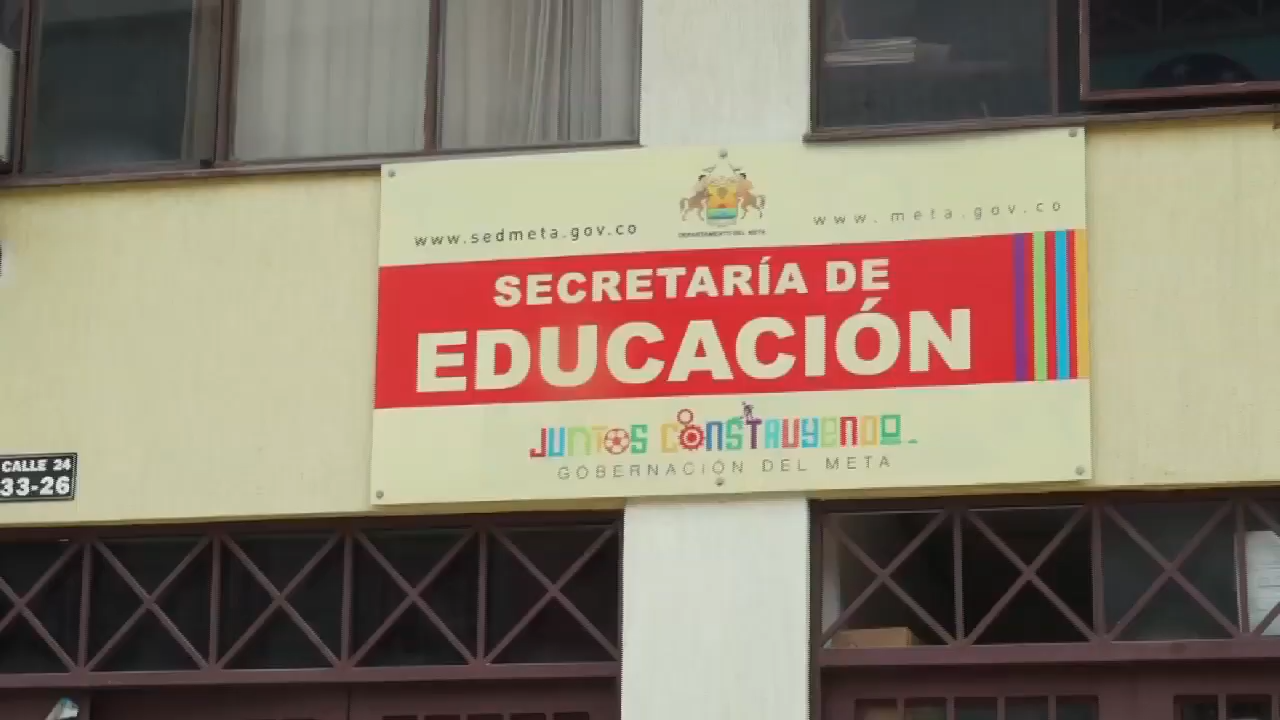 www.sedmeta.gov.co
DEPARTAMENTO DEL META
www.meta.gov.co
SECRETARÍA DE
EDUCACIÓN
JUNTOS CONSTRUYENDO_
GOBERNACIÓN DEL META
CALLE 24
33-26